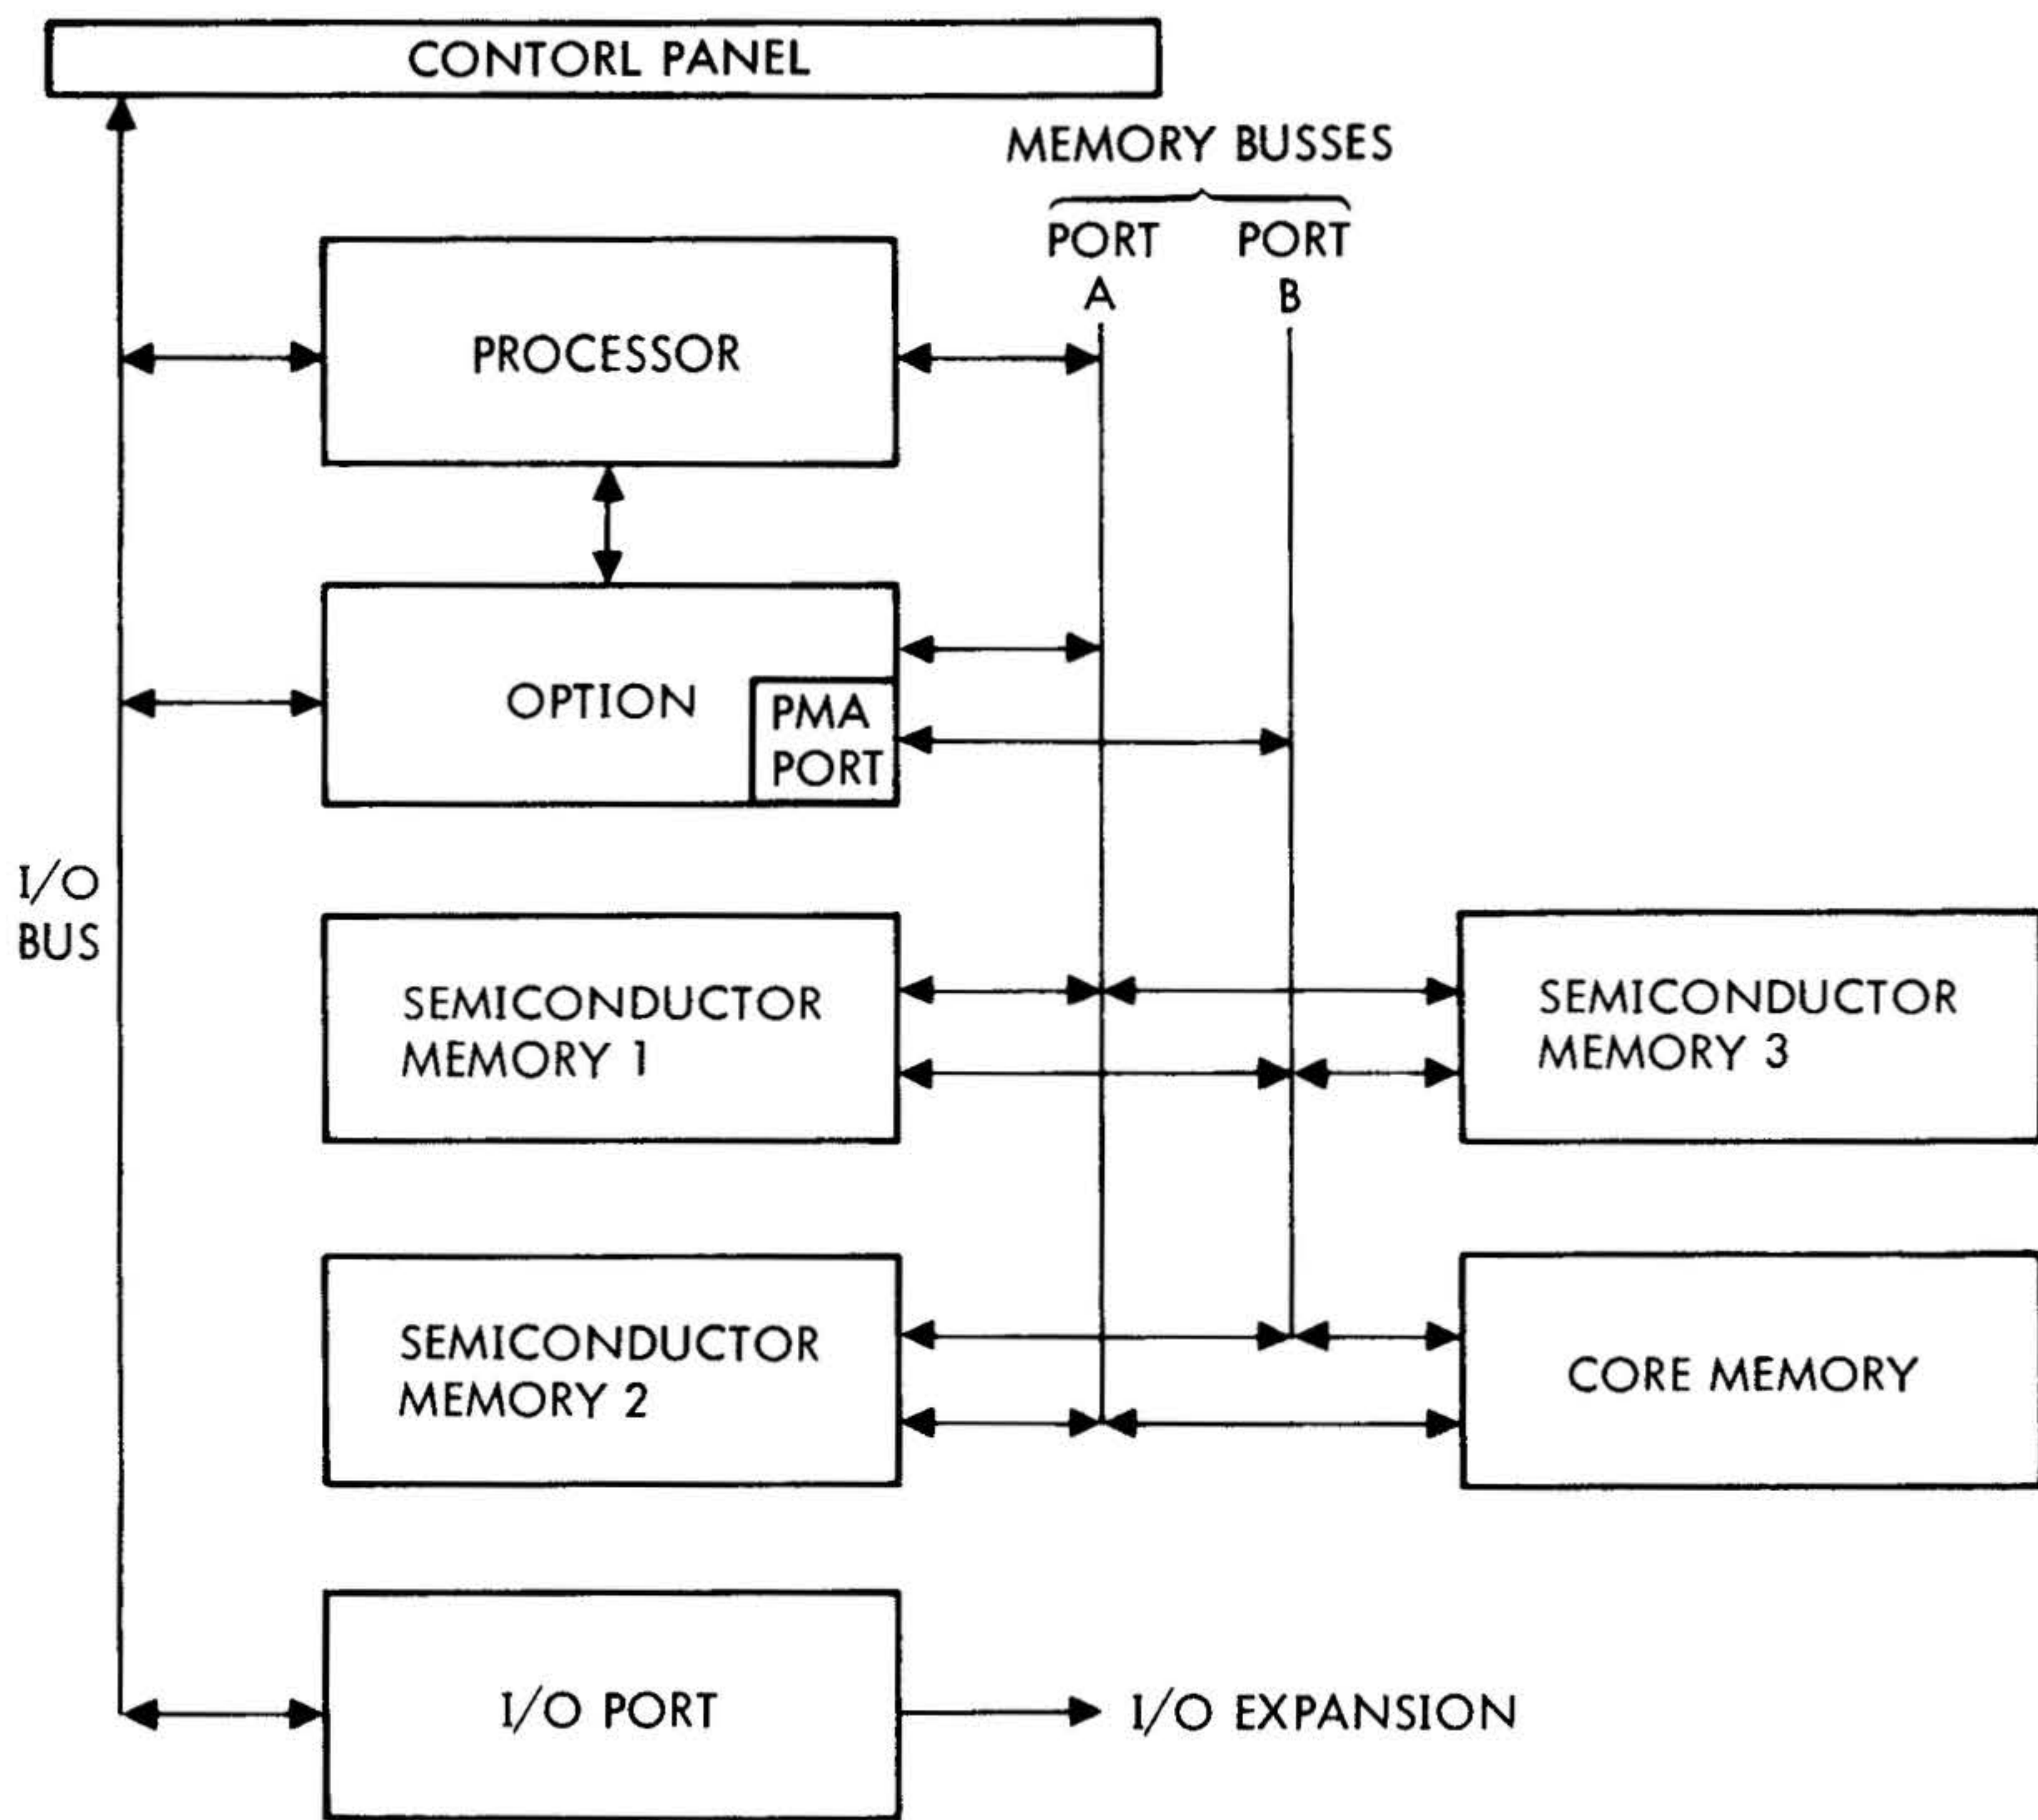 CONTORL PANEL
MEMORY BUSSES
PORT PORT
A B
PROCESSOR
OPTION
PMA
PORT
I/O
BUS
SEMICONDUCTOR
MEMORY 1
SEMICONDUCTOR
MEMORY 3
SEMICONDUCTOR
MEMORY 2
CORE MEMORY
I/O PORT
I/O EXPANSION